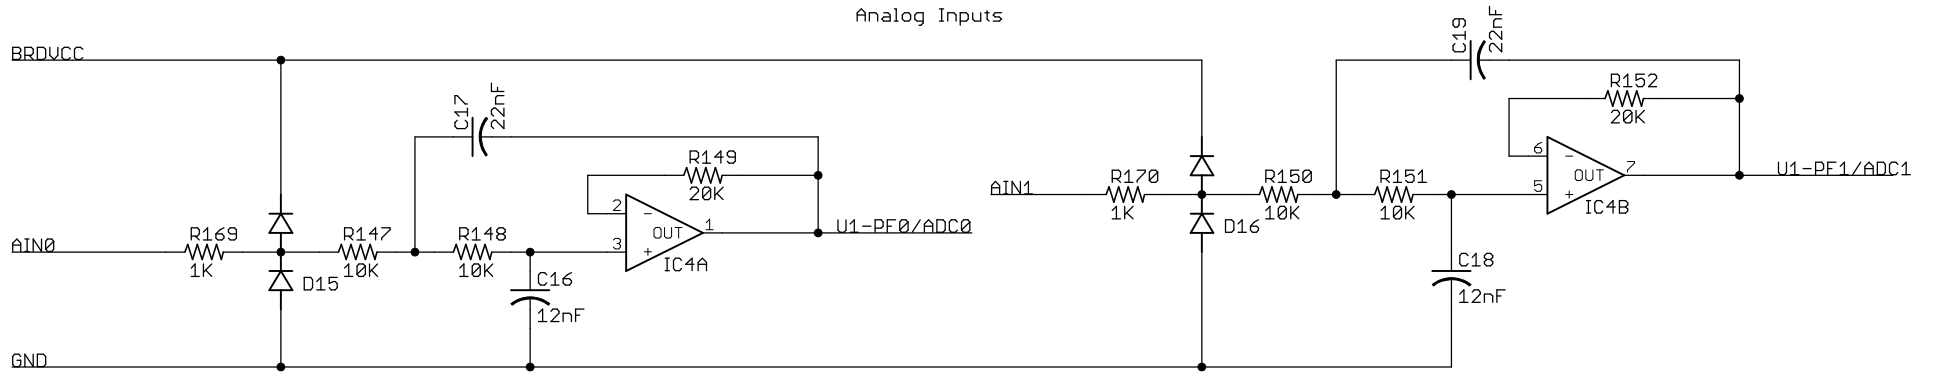 Analog Inputs
BRDVCC
C17
22nF
R149
20K
2
-
OUT
1
3
+
IC4A
U1-PF0/ADC0
AIN0
R169
1K
D15
R147
10K
R148
10K
C16
12nF
GND
C19
22nF
R152
20K
6
-
OUT
7
5
+
IC4B
U1-PF1/ADC1
AIN1
R170
1K
D16
R150
10K
R151
10K
C18
12nF